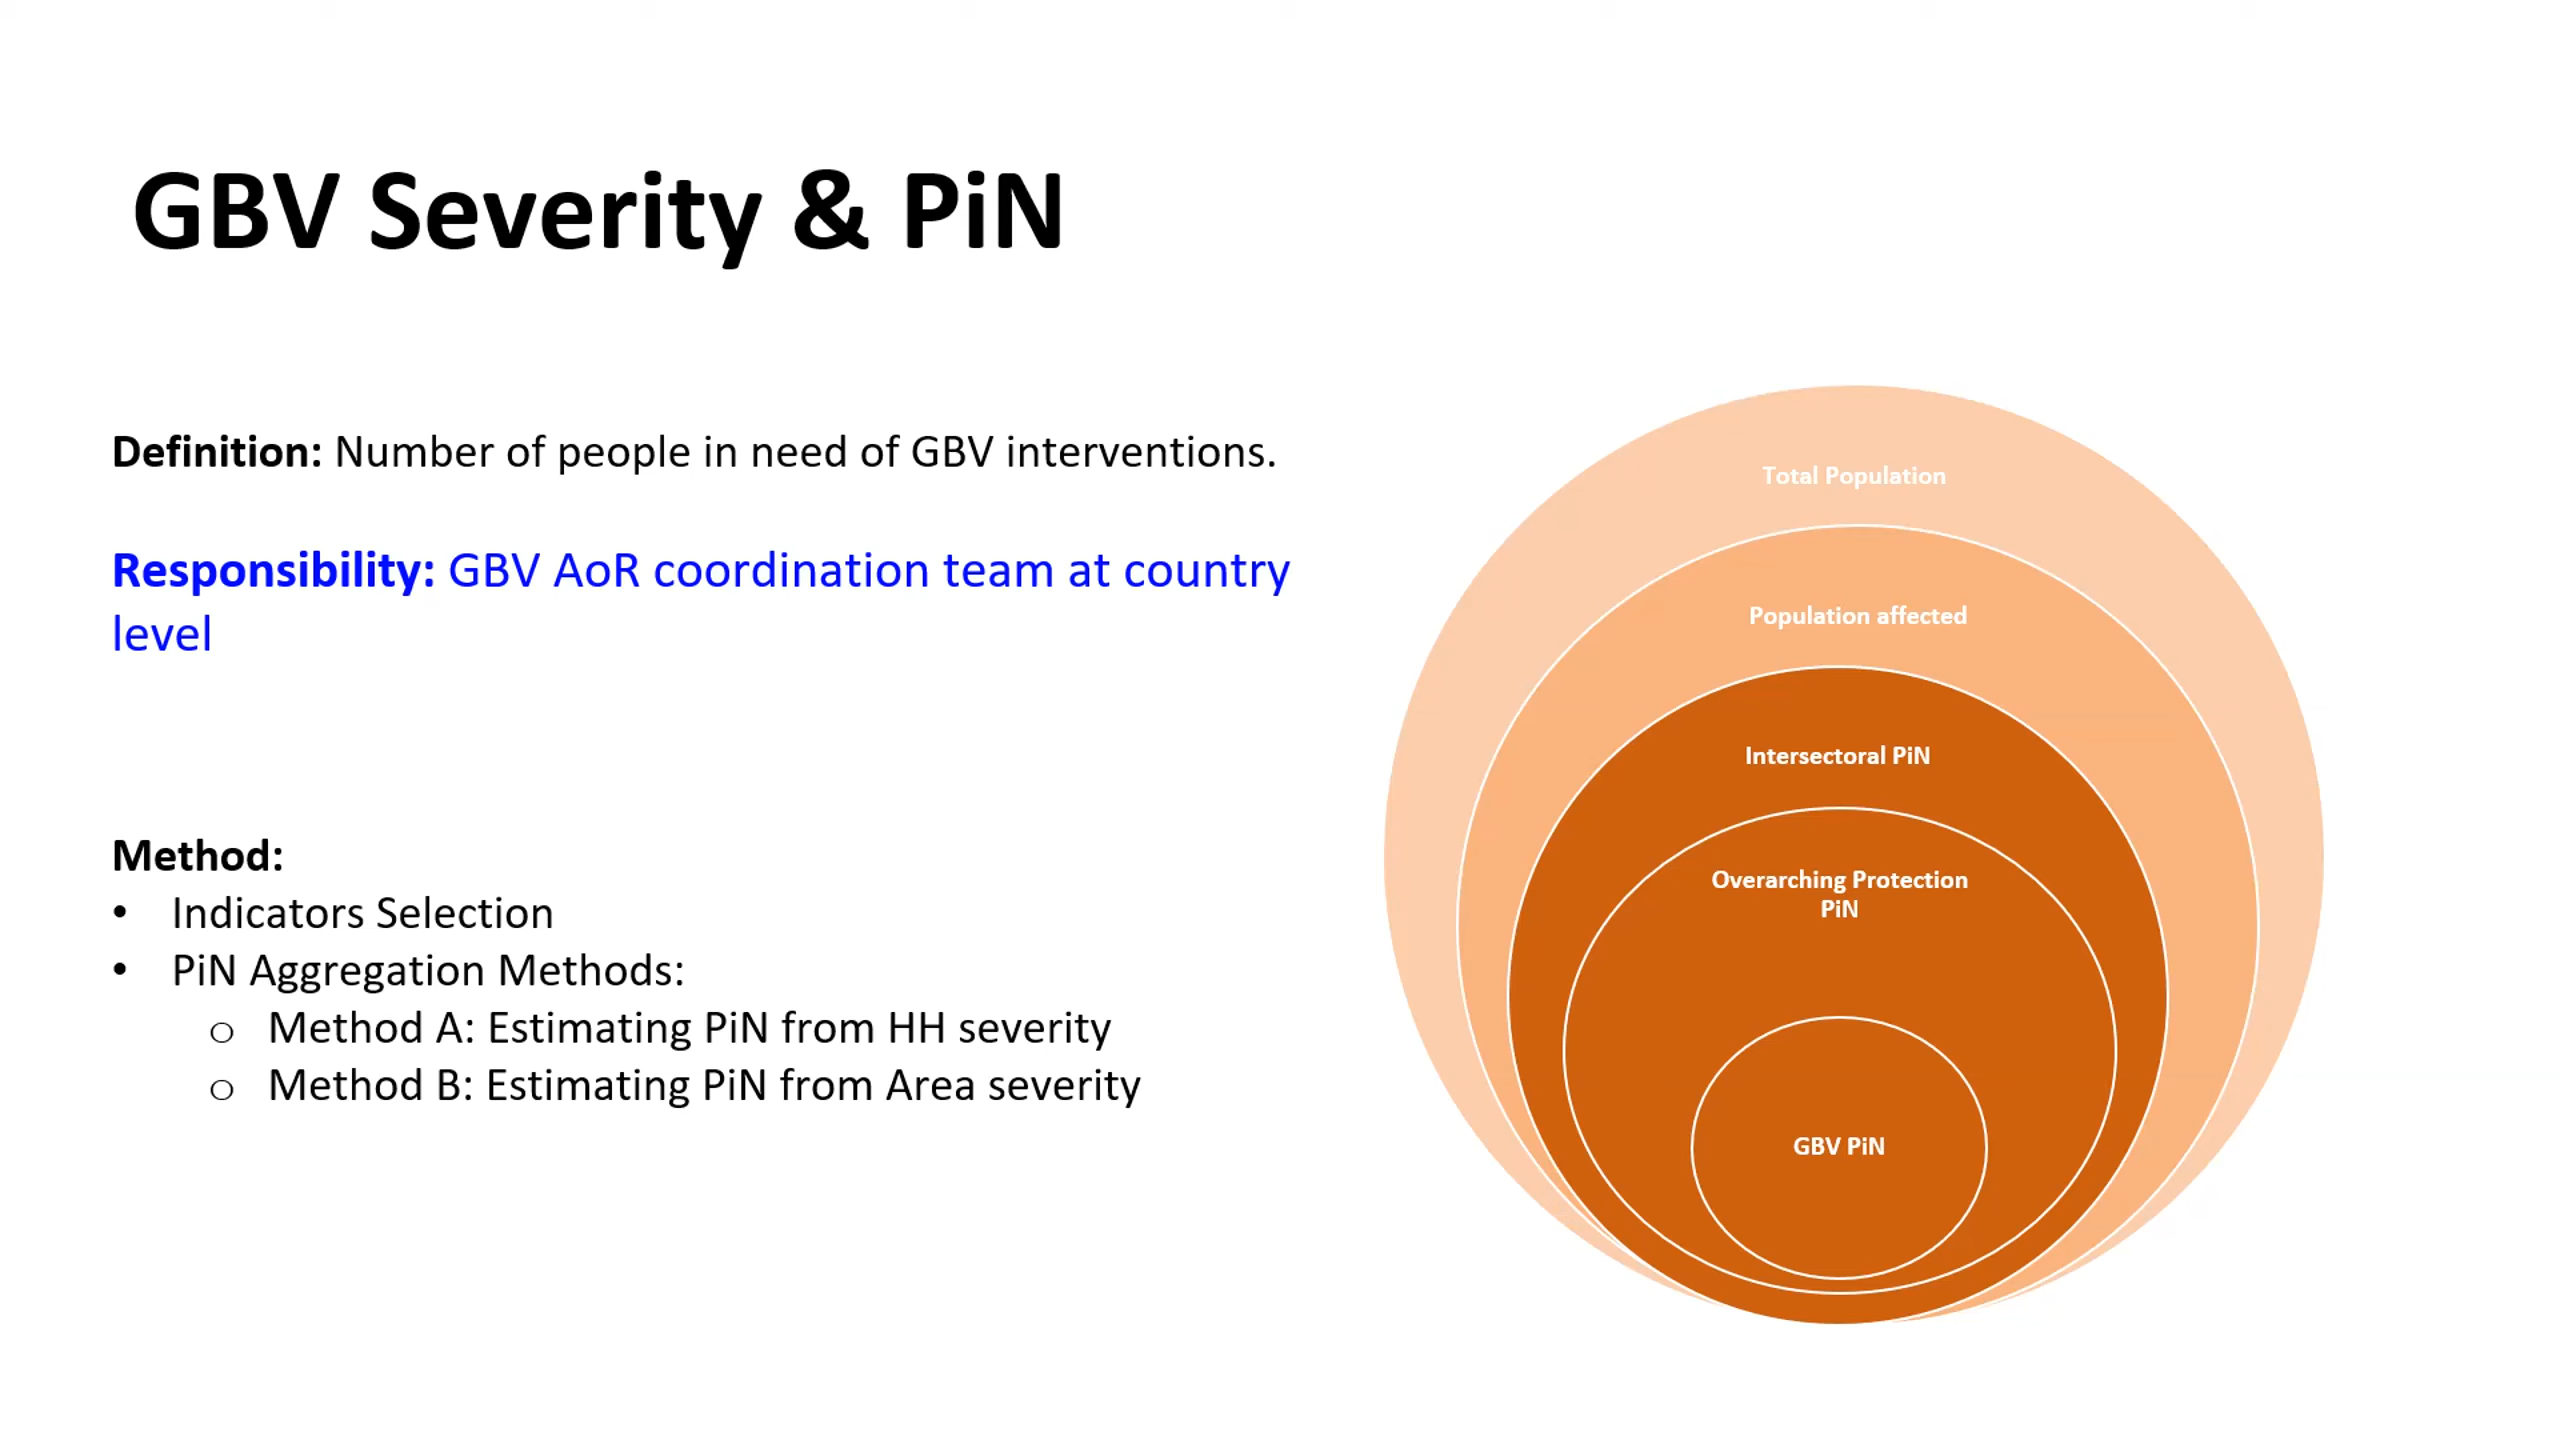 GBV Severity & PiN
Definition: Number of people in need of GBV interventions.
Responsibility: GBV AoR coordination team at country
level
Method:
• Indicators Selection
• PiN Aggregation Methods:
o Method A: Estimating PiN from HH severity
o Method B: Estimating PiN from Area severity
Total Population
Population affected
Intersectoral PiN
Overarching Protection
PiN
GBV PiN